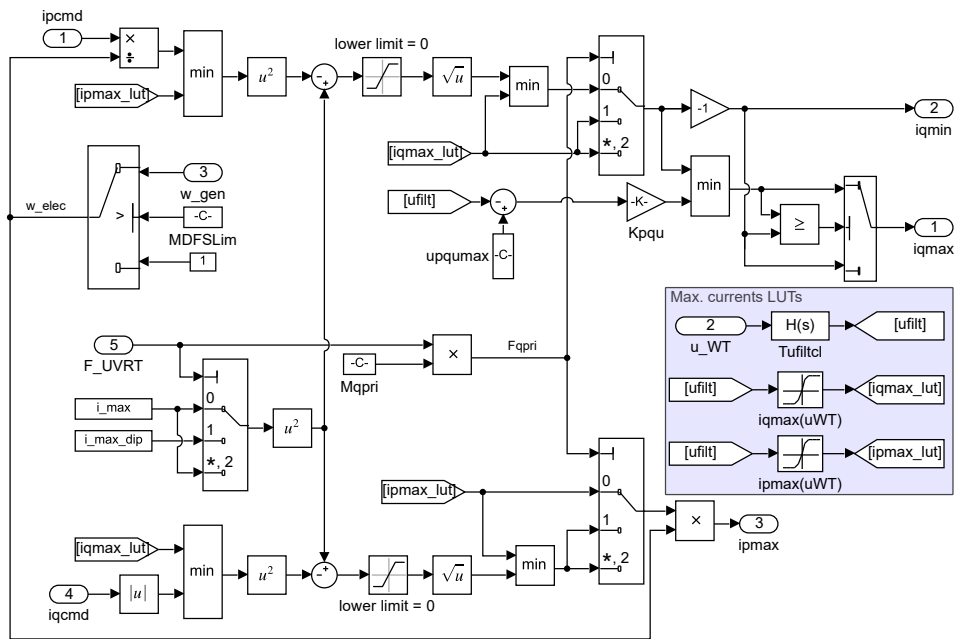 ipcmd
1
×
÷
[ipmax_lut]
min
u²
-
+
lower limit = 0
√u
min
0
1
*, 2
[iqmax_lut]
-1
2
iqmin
3
w_gen
w_elec
>
-C-
MDFSLim
1
[ufilt]
-
+
-K-
Kpqu
upqumax
-C-
min
≥
1
iqmax
Max. currents LUTs
2
u_WT
H(s)
Tufiltcl
[ufilt]
[ufilt]
iqmax(uWT)
[iqmax_lut]
[ufilt]
ipmax(uWT)
[ipmax_lut]
5
F_UVRT
-C-
Mqpri
×
Fqpri
i_max
i_max_dip
0
1
*, 2
u²
[ipmax_lut]
0
1
*, 2
×
3
ipmax
[iqmax_lut]
4
iqcmd
|u|
min
u²
-
+
lower limit = 0
√u
min